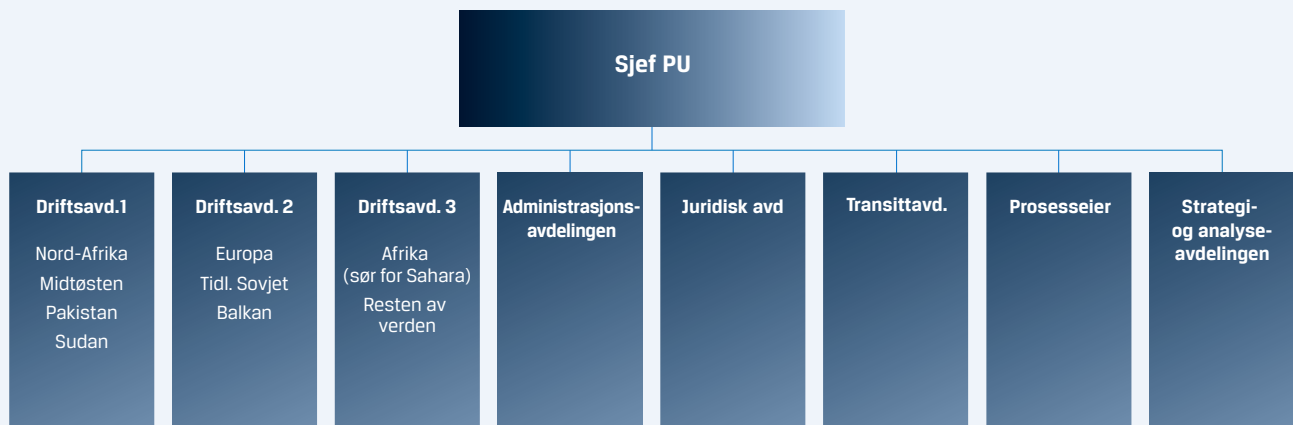 Sjef PU
Driftsavd.1
Nord-Afrika
Midtøsten
Pakistan
Sudan
Driftsavd. 2
Europa
Tidl. Sovjet
Balkan
Driftsavd. 3
Afrika
(sør for Sahara)
Resten av
verden
Administrasjons-
avdelingen
Juridisk avd
Transittavd.
Prosesseier
Strategi-
og analyse-
avdelingen